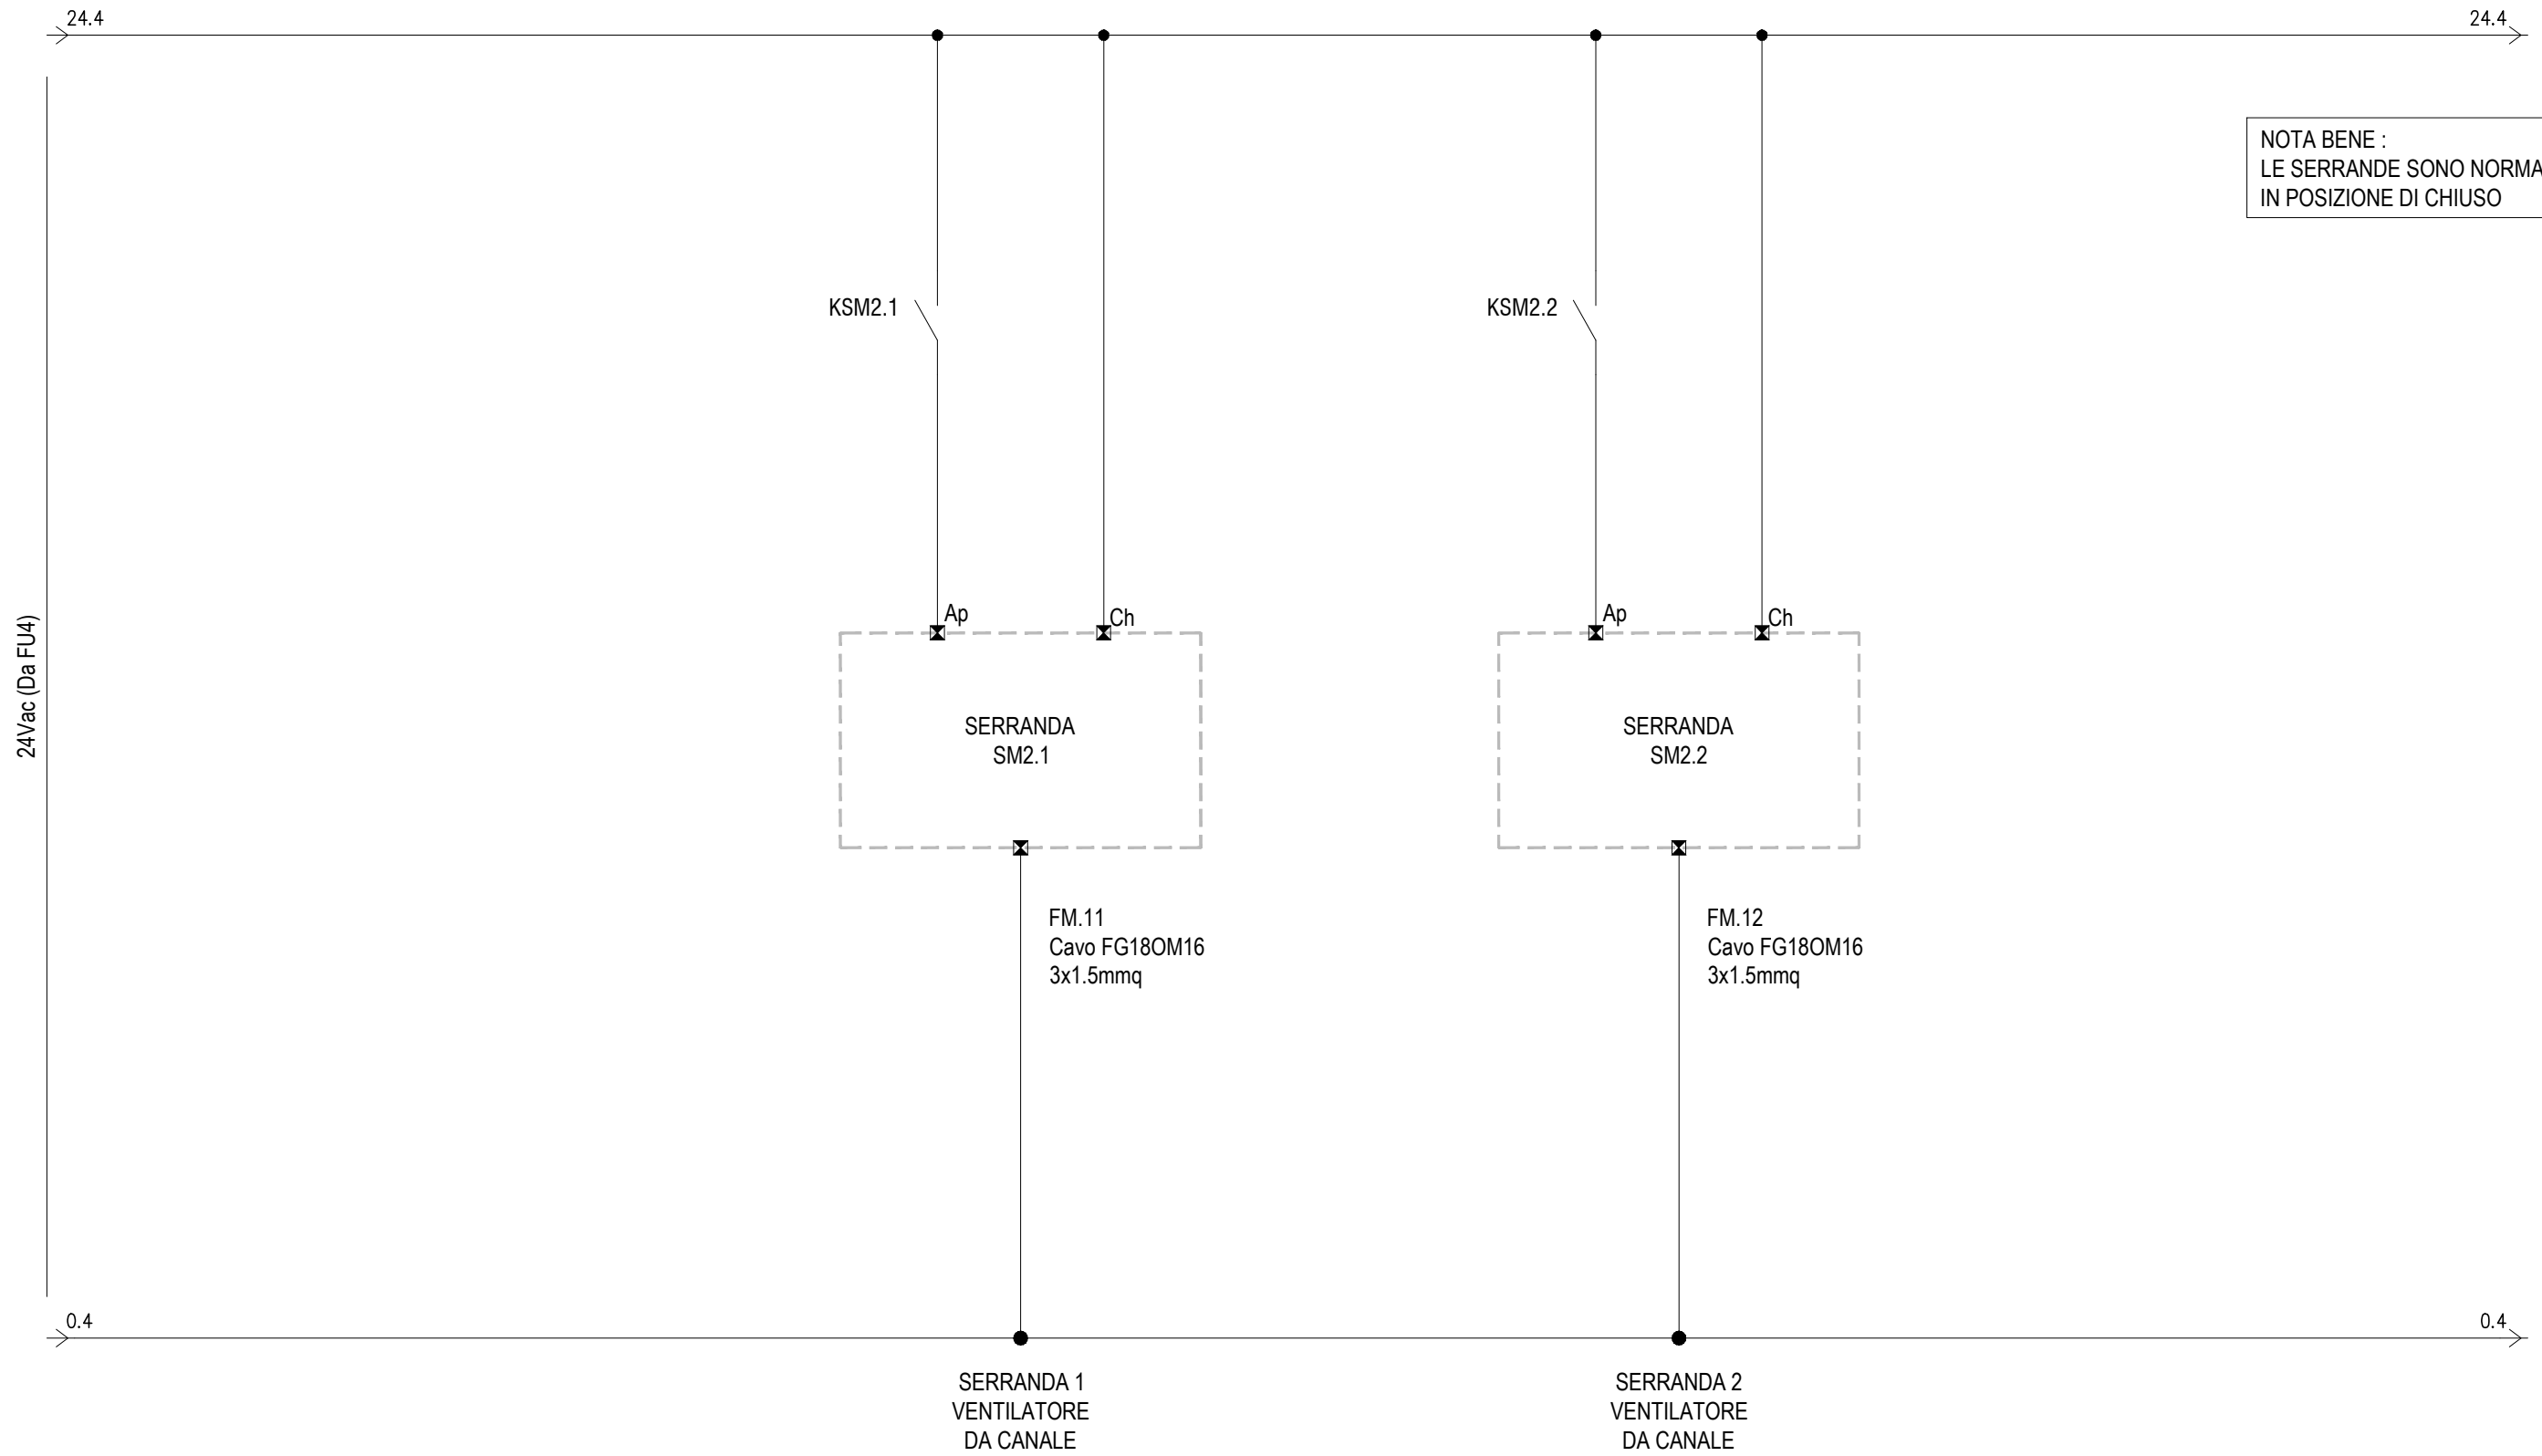 24.4
24.4
NOTA BENE :
LE SERRANDE SONO
IN POSIZIONE DI CHIUSO
KSM2.1
KSM2.2
Ap
Ch
Ap
Ch
24Vac (Da FU4)
SERRANDA
SM2.1
SERRANDA
SM2.2
FM.11
Cavo FG18OM16
3x1.5mmq
FM.12
Cavo FG18OM16
3x1.5mmq
0.4
0.4
SERRANDA 1
VENTILATORE
DA CANALE
SERRANDA 2
VENTILATORE
DA CANALE